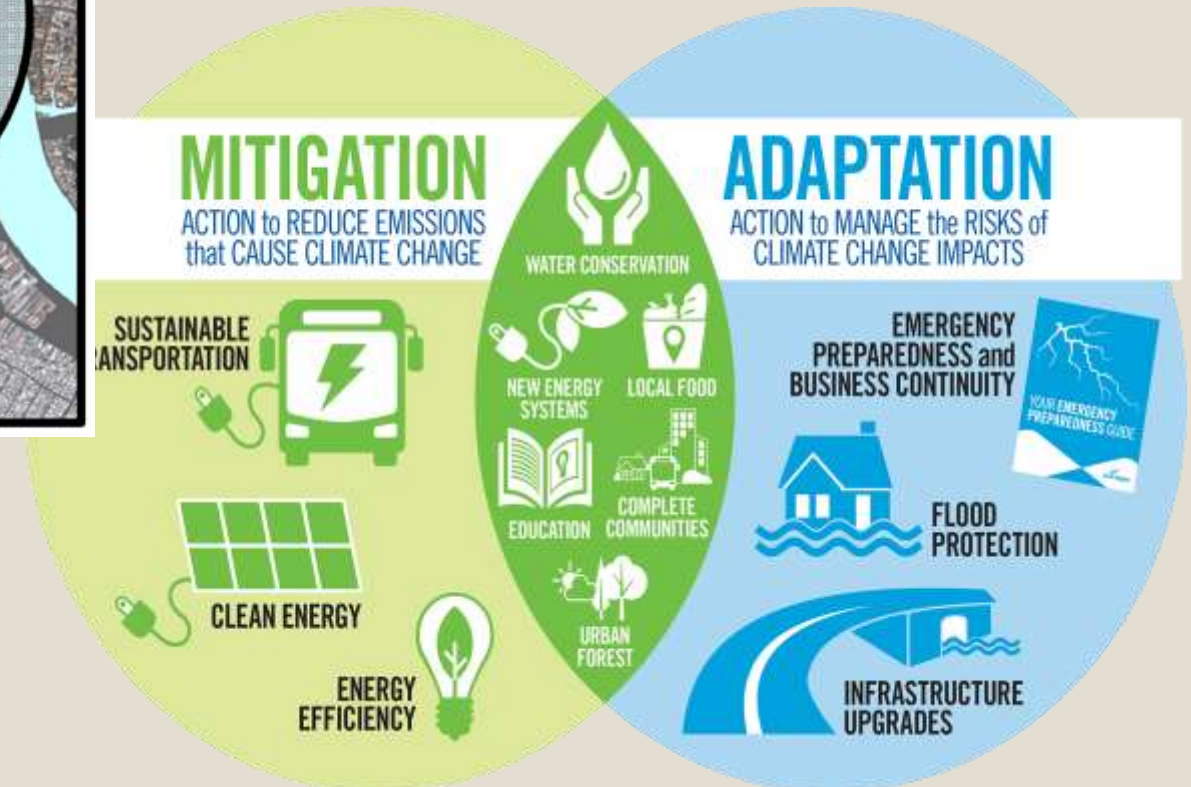 MITIGATION
ACTION to REDUCE EMISSIONS
that CAUSE CLIMATE CHANGE
ADAPTATION
ACTION to MANAGE the RISKS of
CLIMATE CHANGE IMPACTS
WATER CONSERVATION
NEW ENERGY
SYSTEMS
LOCAL FOOD
EDUCATION
COMPLETE
COMMUNITIES
URBAN
FOREST
SUSTAINABLE
RANSPORTATION
CLEAN ENERGY
ENERGY
EFFICIENCY
EMERGENCY
PREPAREDNESS and
BUSINESS CONTINUITY
YOUR EMERGENCY
PREPAREDNESS GUIDE
FLOOD
PROTECTION
INFRASTRUCTURE
UPGRADES